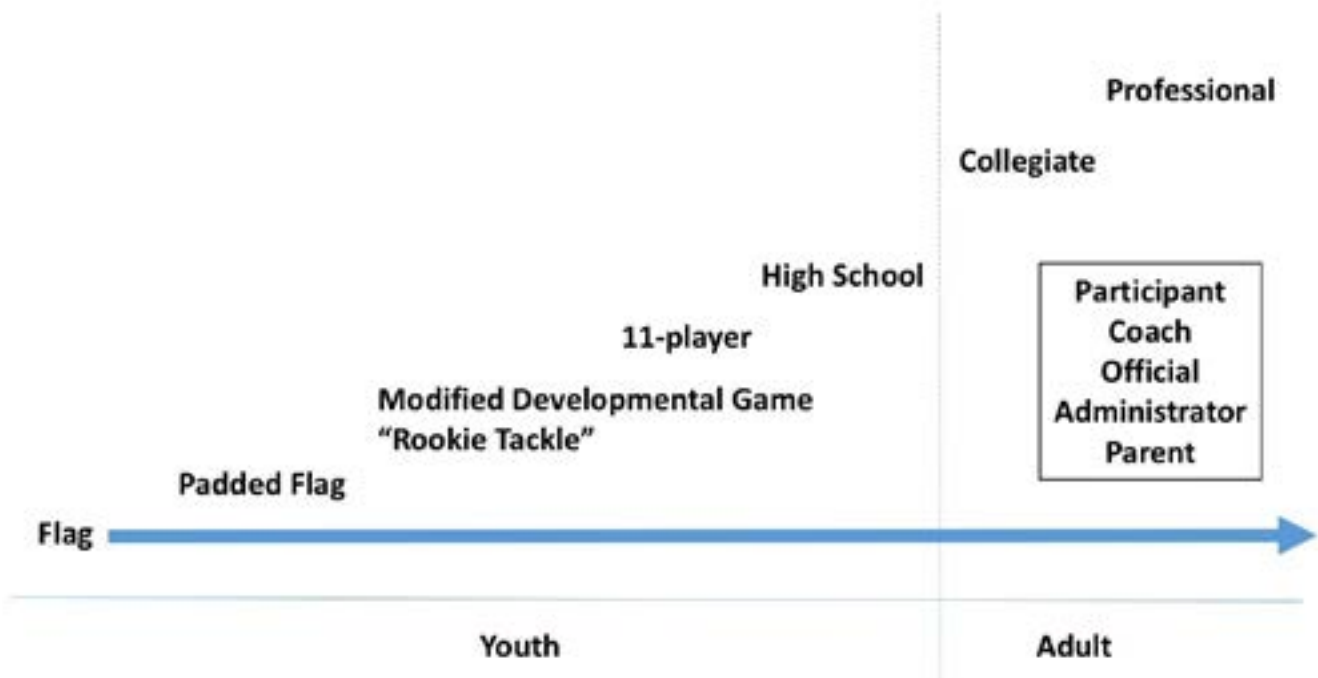 Professional
Collegiate
High School
11-player
Modified Developmental Game
“Rookie Tackle”
Padded Flag
Flag
Participant
Coach
Official
Administrator
Parent
Youth
Adult